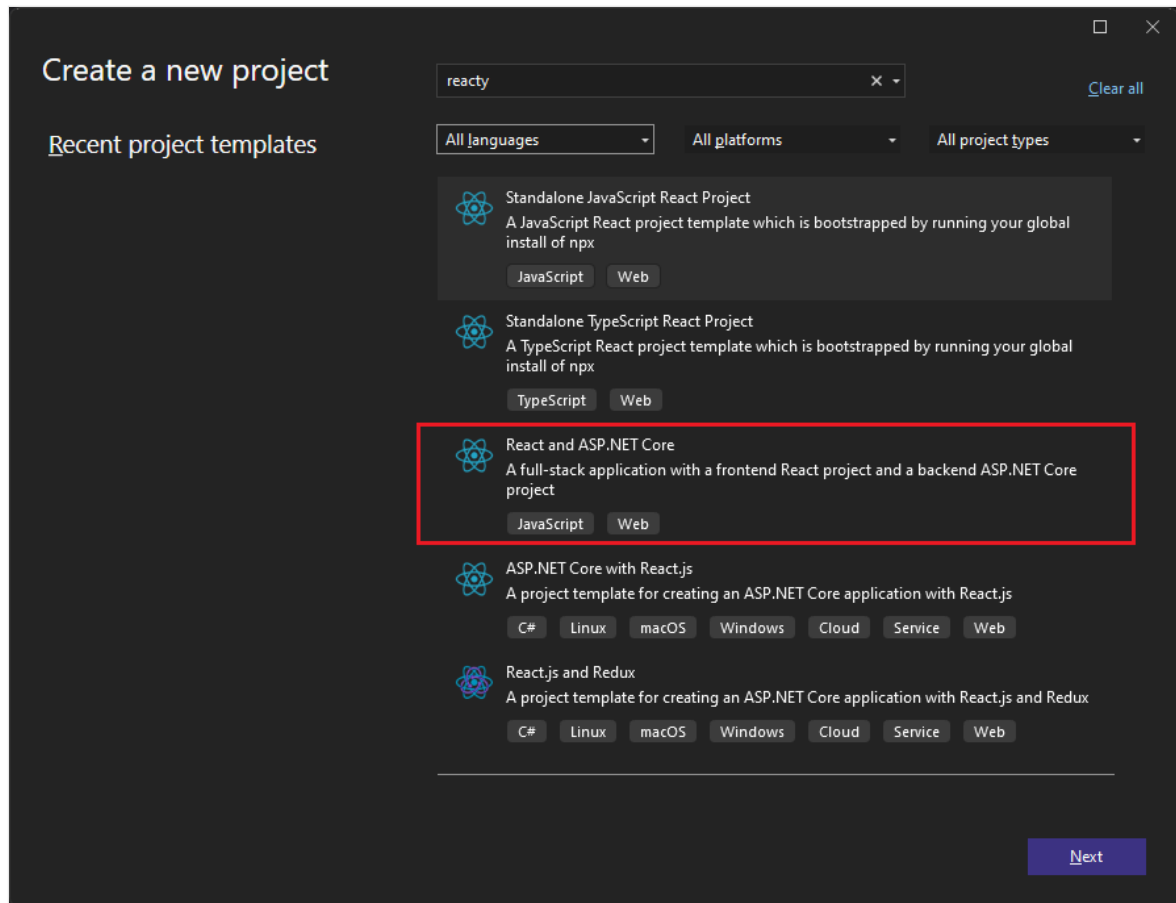 Create a new project
reacty
Clear all
Recent project templates
All languages
All platforms
All project types
Standalone JavaScript React Project
A JavaScript React project template which is bootstrapped by running your global
install of npx
JavaScript Web
Standalone TypeScript React Project
A TypeScript React project template which is bootstrapped by running your global
install of npx
TypeScript Web
React and ASP.NET Core
A full-stack application with a frontend React project and a backend ASP.NET Core
project
JavaScript Web
ASP.NET Core with React.js
A project template for creating an ASP.NET Core application with React.js
C# Linux macOS Windows Cloud Service Web
React.js and Redux
A project template for creating an ASP.NET Core application with React.js and Redux
C# Linux macOS Windows Cloud Service Web
Next